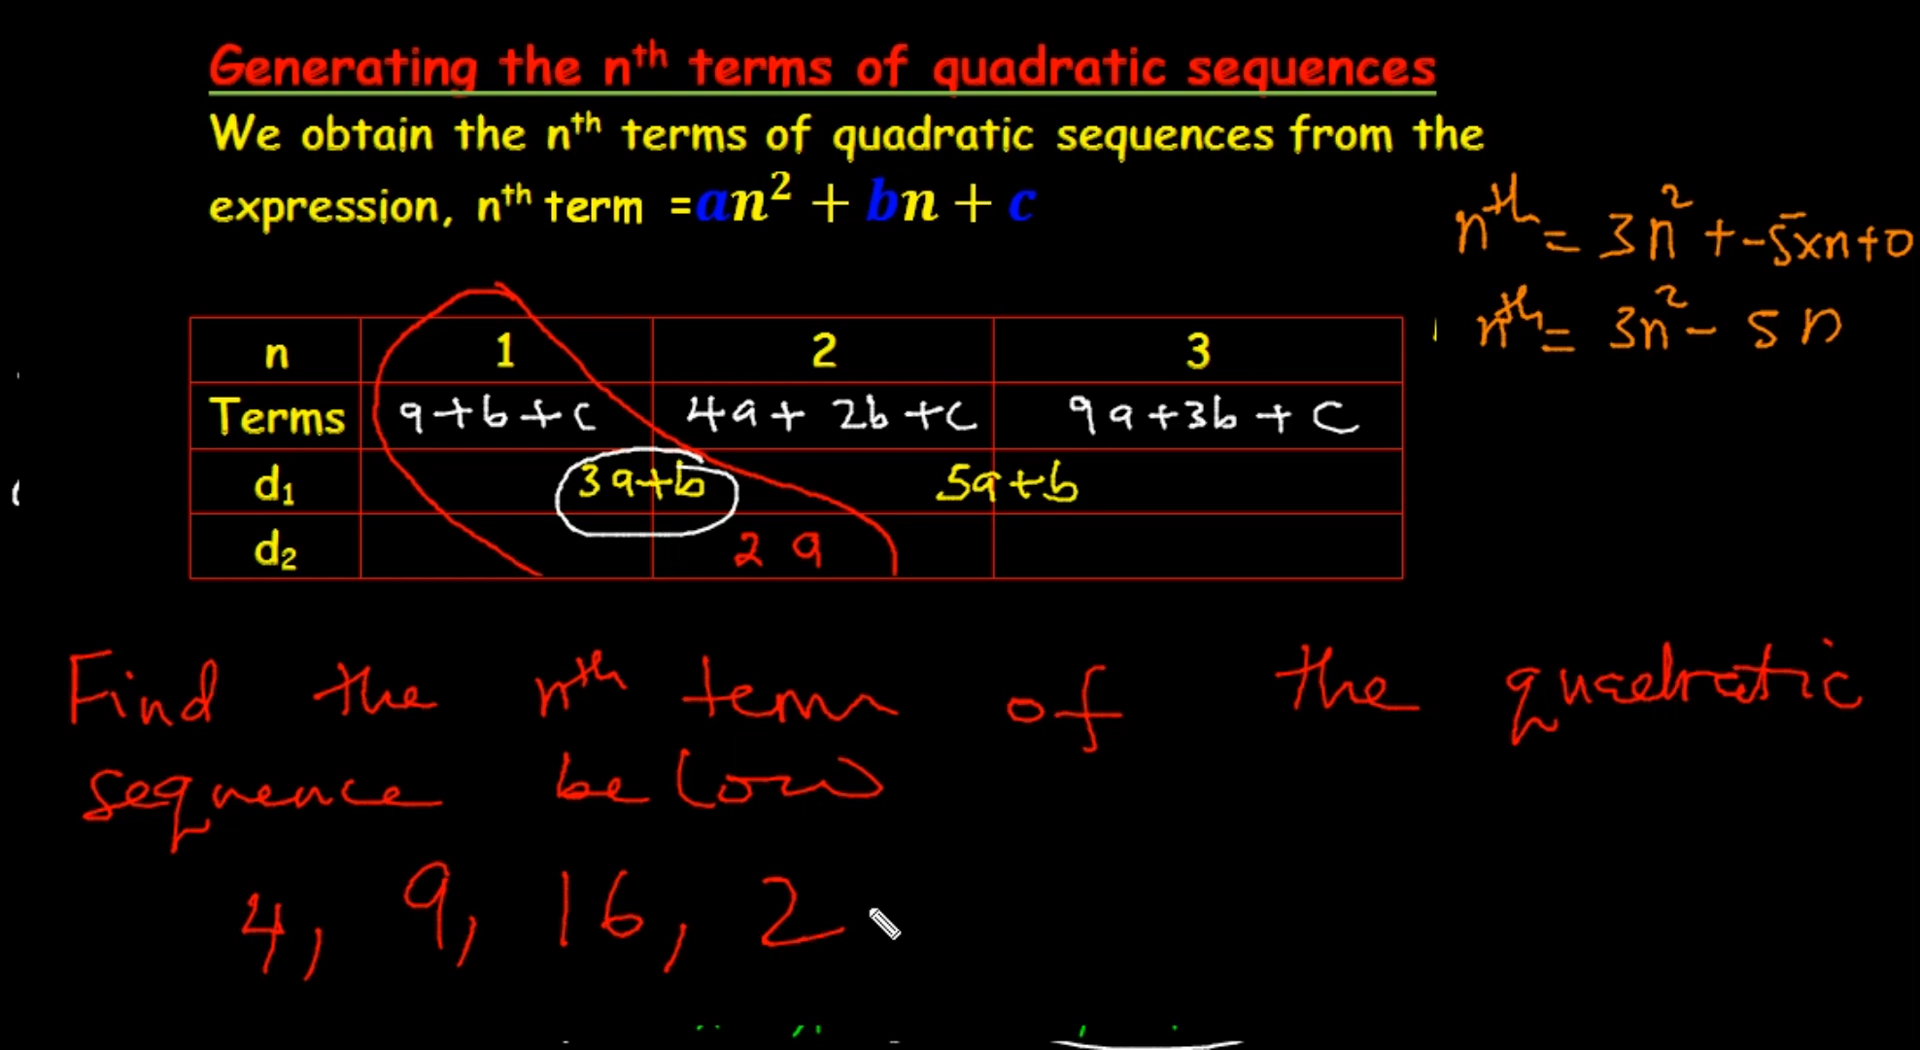 Generating the nth terms of quadratic sequences
We obtain the nth terms of quadratic sequences from the
expression, nth term =an² + bn + c
nth = 3n² + -5xn+0
nth = 3n² - 5n
n 1 2 3
Terms a+b+c 4a+ 2b+c 9a+3b+ c
d₁ 3a+b 5a+b
d₂ 2a
Find the nth term of the quadratic
sequence below
4, 9, 16, 2